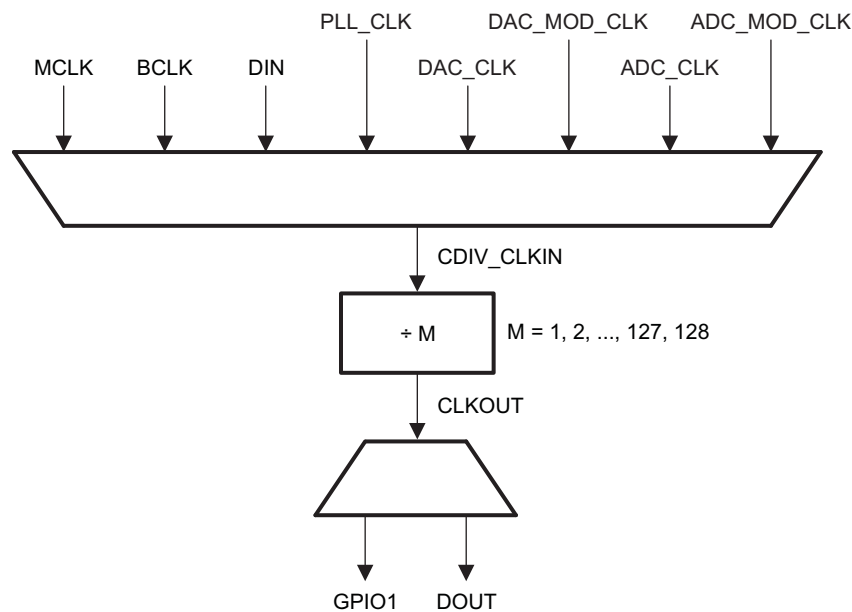 PLL_CLK DAC_MOD_CLK ADC_MOD_CLK
MCLK BCLK DIN DAC_CLK ADC_CLK
CDIV_CLKIN
÷ M M = 1, 2, ..., 127, 128
CLKOUT
GPIO1 DOUT